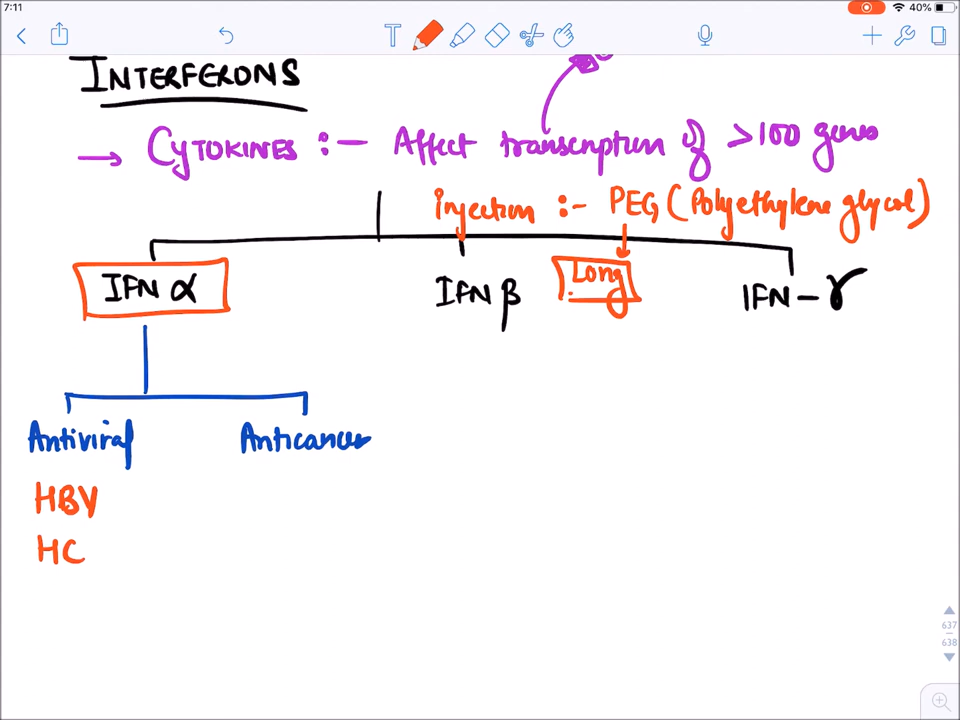 7:11
40%
T
INTERFERONS
→ CYTOKINES :- Affect transcription of >100 genes
injection :- PEG (Polyethylene glycol)
IFN α
IFN β
Long
IFN-γ
Antiviral
Anticancer
HBV
HC
637
638